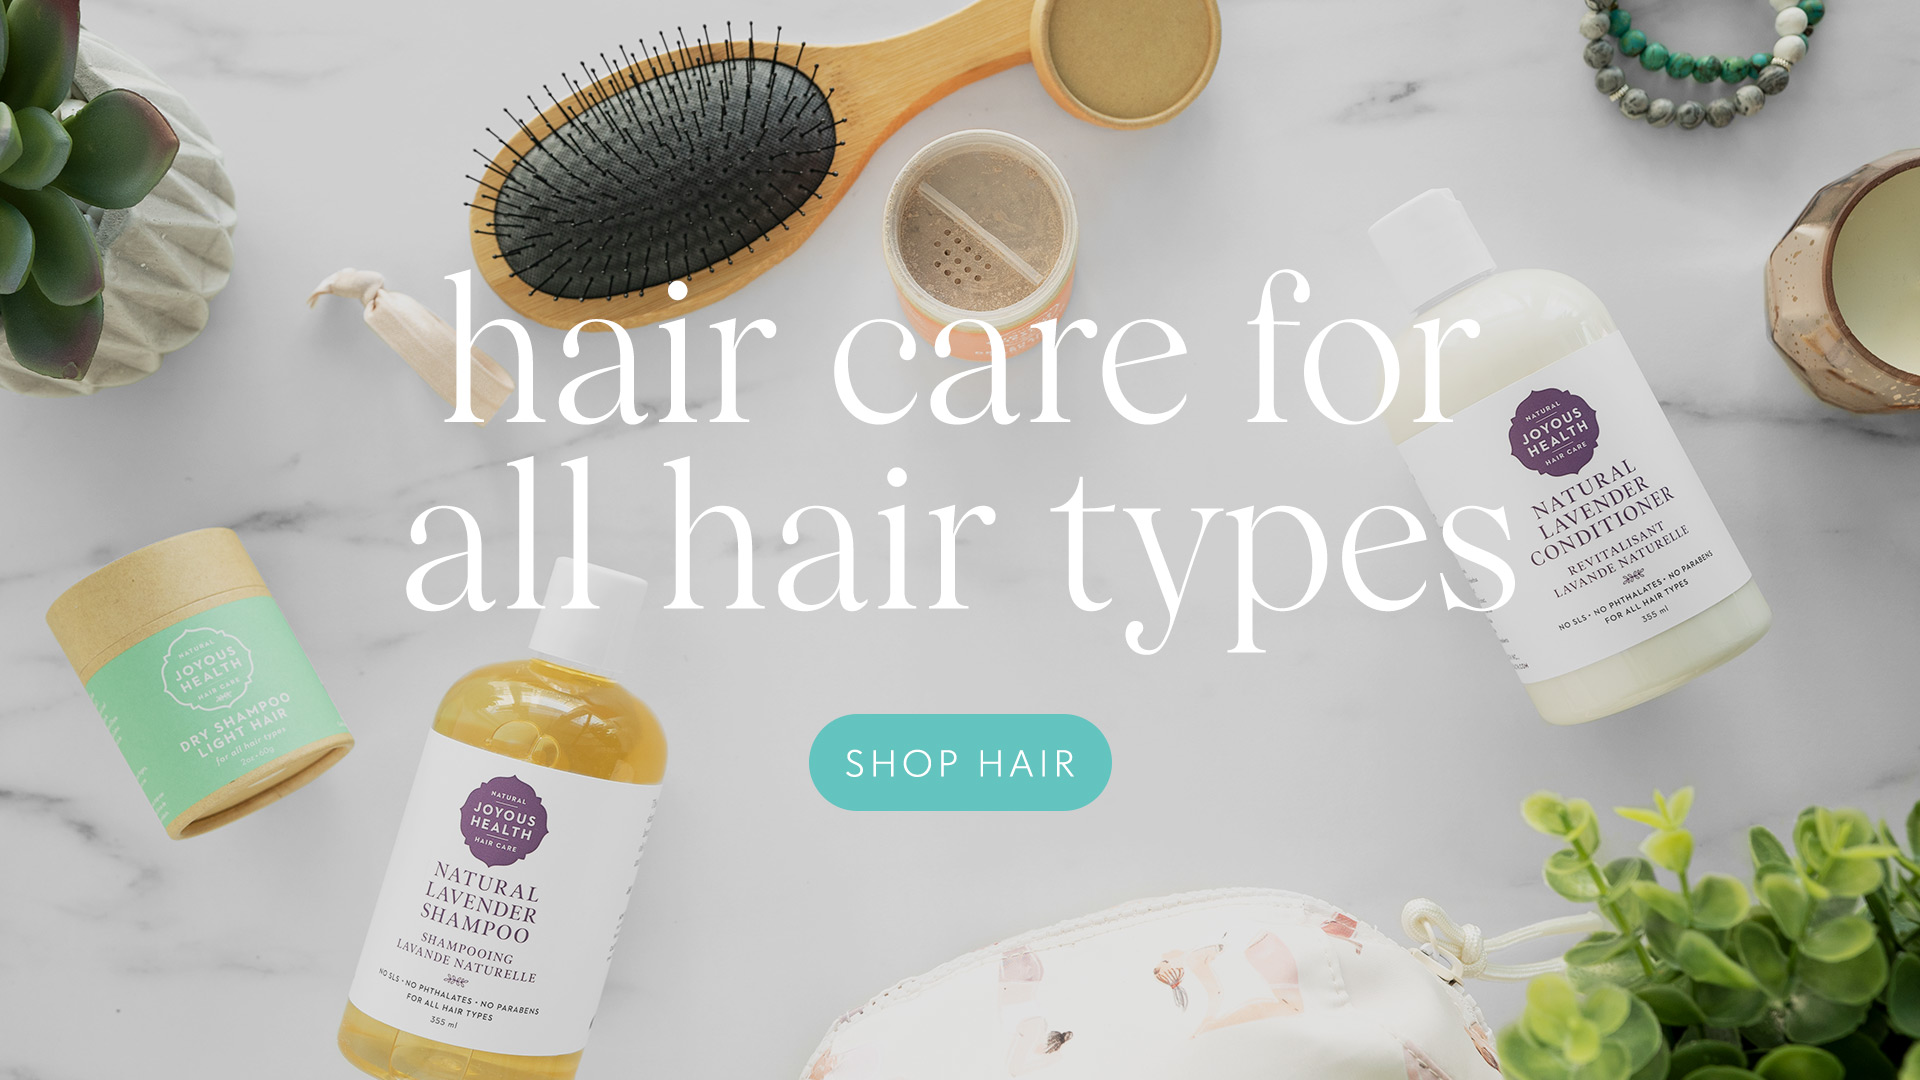 hair care for
all hair types
SHOP HAIR
NATURAL
JOYOUS
HEALTH
HAIR CARE
NATURAL
LAVENDER
CONDITIONER
REVITALISANT
LAVANDE NATURELLE
NO SLS • NO PHTHALATES • NO PARABENS
FOR ALL HAIR TYPES
355 ml
NATURAL
JOYOUS
HEALTH
HAIR CARE
DRY SHAMPOO
LIGHT HAIR
for all hair types
2oz • 60g
NATURAL
JOYOUS
HEALTH
HAIR CARE
NATURAL
LAVENDER
SHAMPOO
SHAMPOOING
LAVANDE NATURELLE
NO SLS • NO PHTHALATES • NO PARABENS
FOR ALL HAIR TYPES
355 ml